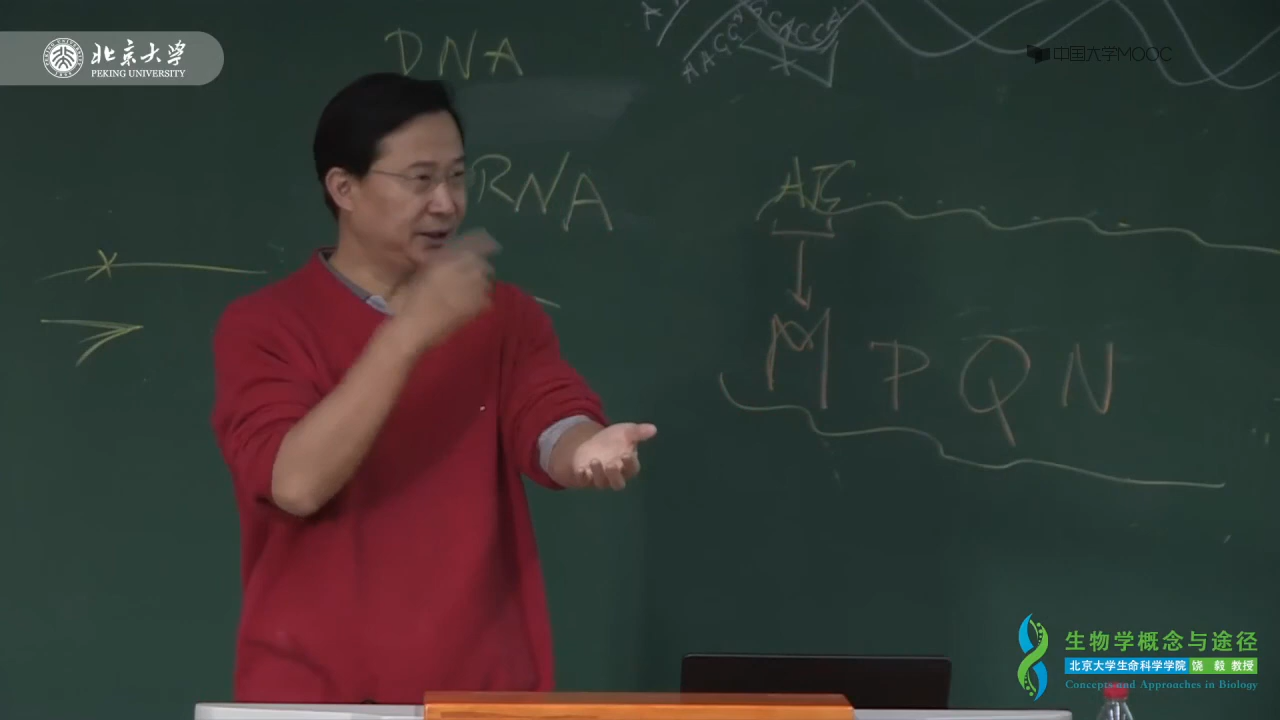 北京大学
PEKING UNIVERSITY
中国大学MOOC
DNA
RNA
M P Q N
生物学概念与途径
北京大学生命科学学院 饶 毅 教授
Concepts and Approaches in Biology